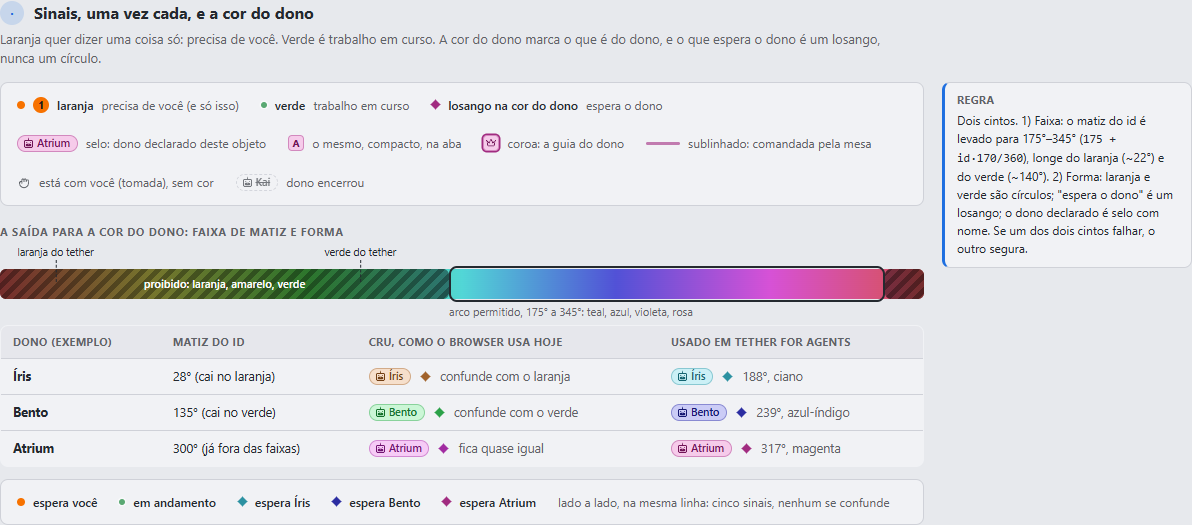 Sinais, uma vez cada, e a cor do dono
Laranja quer dizer uma coisa só: precisa de você. Verde é trabalho em curso. A cor do dono marca o que é do dono, e o que espera o dono é um losango,
nunca um círculo.
1 laranja precisa de você (e só isso) verde trabalho em curso losango na cor do dono espera o dono
Atrium selo: dono declarado deste objeto A o mesmo, compacto, na aba coroa: a guia do dono sublinhado: comandada pela mesa
está com você (tomada), sem cor Kai dono encerrou
REGRA
Dois cintos. 1) Faixa: o matiz do id é
levado para 175°–345° (175 +
id·170/360), longe do laranja (~22°) e
do verde (~140°). 2) Forma: laranja e
verde são círculos; "espera o dono" é um
losango; o dono declarado é selo com
nome. Se um dos dois cintos falhar, o
outro segura.
A SAÍDA PARA A COR DO DONO: FAIXA DE MATIZ E FORMA
laranja do tether verde do tether
proibido: laranja, amarelo, verde
arco permitido, 175° a 345°: teal, azul, violeta, rosa
DONO (EXEMPLO) MATIZ DO ID CRU, COMO O BROWSER USA HOJE USADO EM TETHER FOR AGENTS
Íris 28° (cai no laranja) Íris confunde com o laranja Íris 188°, ciano
Bento 135° (cai no verde) Bento confunde com o verde Bento 239°, azul-índigo
Atrium 300° (já fora das faixas) Atrium fica quase igual Atrium 317°, magenta
espera você em andamento espera Íris espera Bento espera Atrium lado a lado, na mesma linha: cinco sinais, nenhum se confunde